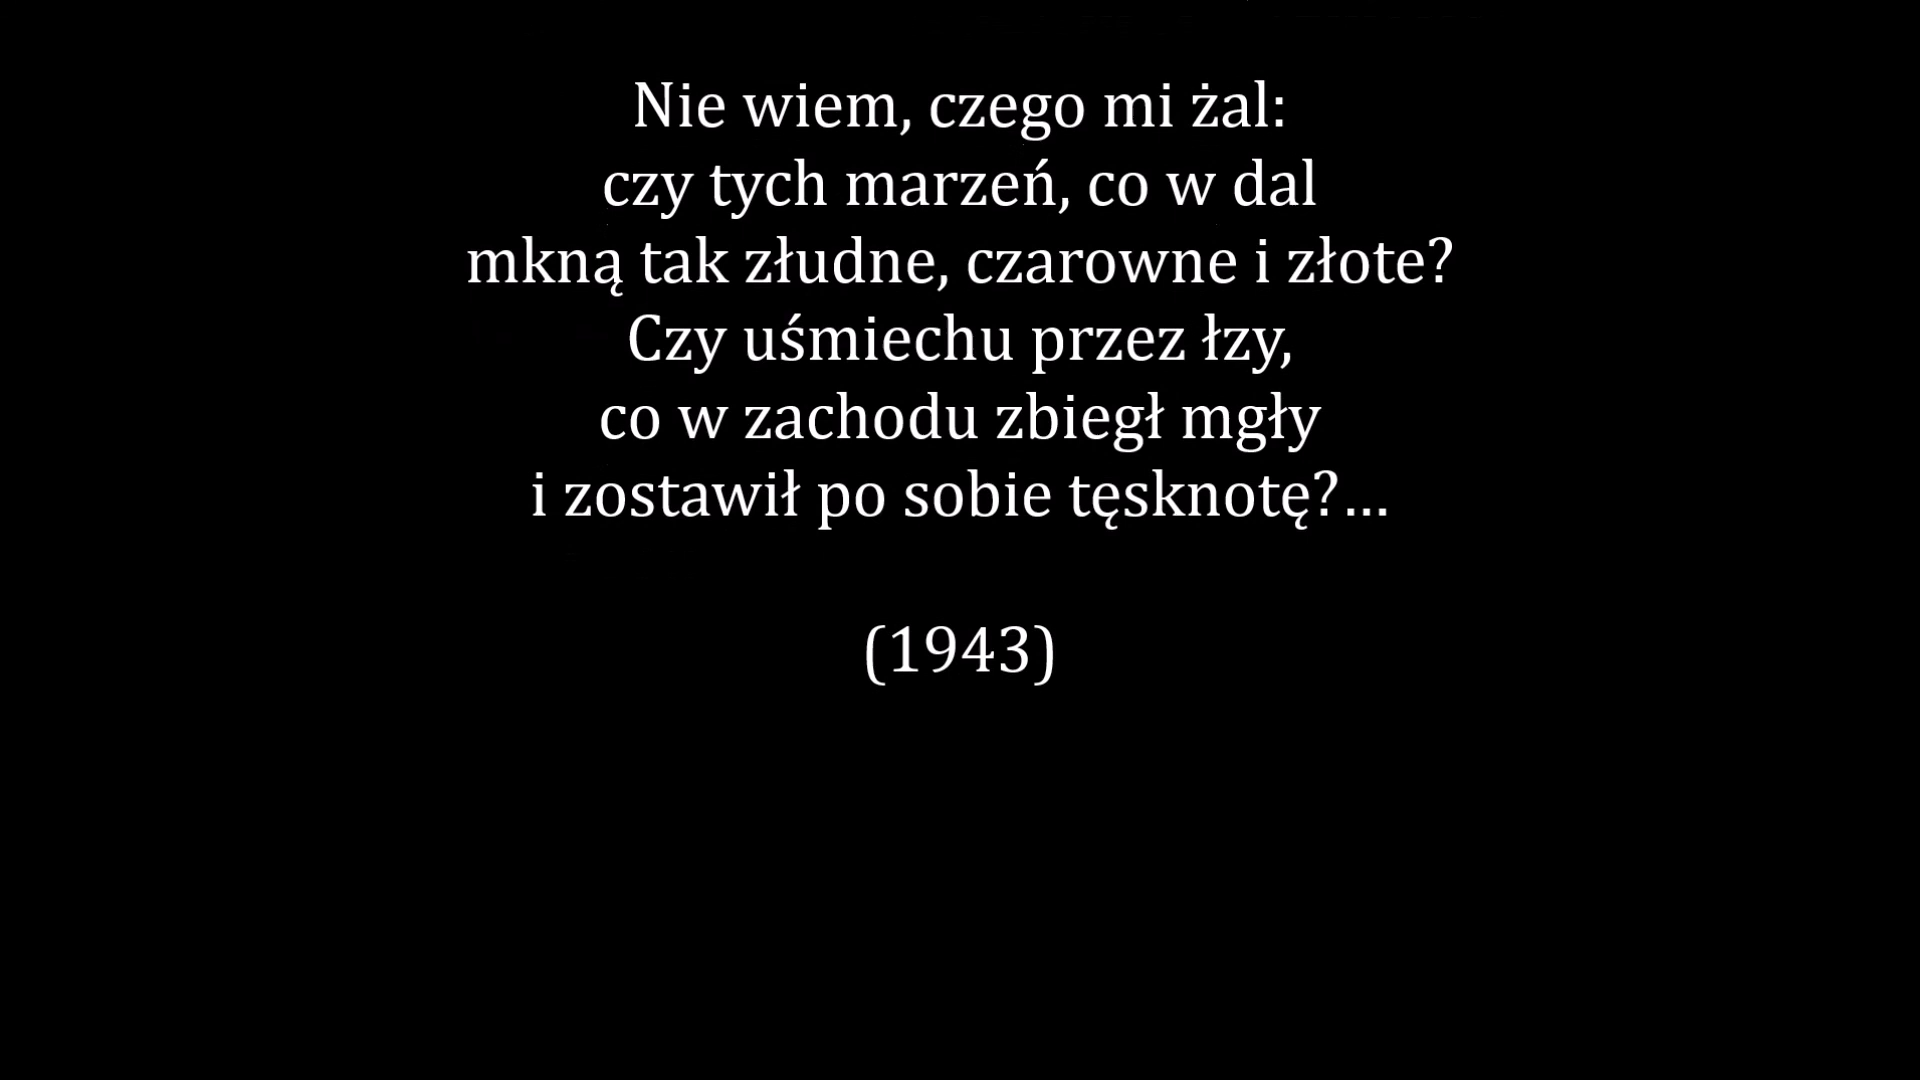 Nie wiem, czego mi żal:
czy tych marzeń, co w dal
mkną tak złudne, czarowne i złote?
Czy uśmiechu przez łzy,
co w zachodu zbiegł mgły
i zostawił po sobie tęsknotę?...
(1943)